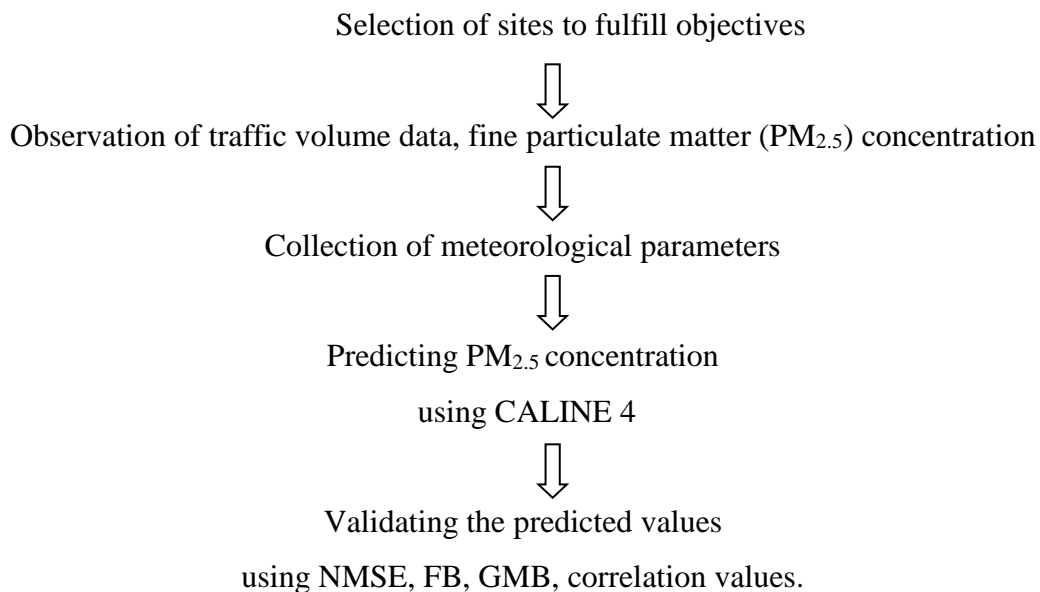 Selection of sites to fulfill objectives
Observation of traffic volume data, fine particulate matter (PM2.5) concentration
Collection of meteorological parameters
Predicting PM2.5 concentration
using CALINE 4
Validating the predicted values
using NMSE, FB, GMB, correlation values.